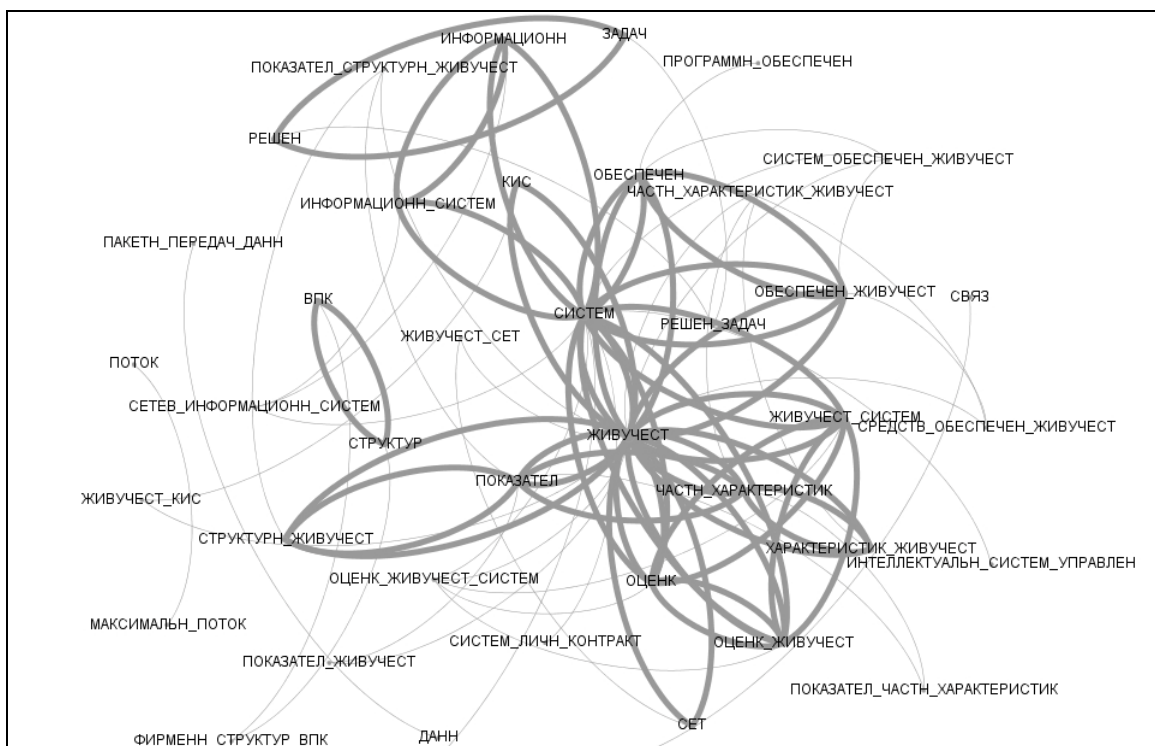 ИНФОРМАЦИОНН
ЗАДАЧ
ПОКАЗАТЕЛ_СТРУКТУРН_ЖИВУЧЕСТ
ПРОГРАММН_ОБЕСПЕЧЕН
РЕШЕН
СИСТЕМ_ОБЕСПЕЧЕН_ЖИВУЧЕСТ
КИС
ОБЕСПЕЧЕН
ЧАСТН_ХАРАКТЕРИСТИК_ЖИВУЧЕСТ
ИНФОРМАЦИОНН_СИСТЕМ
ПАКЕТН_ПЕРЕДАЧ_ДАНН
ВПК
ОБЕСПЕЧЕН_ЖИВУЧЕСТ
СВЯЗ
СИСТЕМ
РЕШЕН_ЗАДАЧ
ЖИВУЧЕСТ_СЕТ
ПОТОК
СЕТЕВ_ИНФОРМАЦИОНН_СИСТЕМ
ЖИВУЧЕСТ_СИСТЕМ
СРЕДСТВ_ОБЕСПЕЧЕН_ЖИВУЧЕСТ
СТРУКТУР
ЖИВУЧЕСТ
ПОКАЗАТЕЛ
ЧАСТН_ХАРАКТЕРИСТИК
ЖИВУЧЕСТ_КИС
СТРУКТУРН_ЖИВУЧЕСТ
ХАРАКТЕРИСТИК_ЖИВУЧЕСТ
ИНТЕЛЛЕКТУАЛЬН_СИСТЕМ_УПРАВЛЕН
ОЦЕНК_ЖИВУЧЕСТ_СИСТЕМ
ОЦЕНК
МАКСИМАЛЬН_ПОТОК
СИСТЕМ_ЛИЧН_КОНТРАКТ
ОЦЕНК_ЖИВУЧЕСТ
ПОКАЗАТЕЛ_ЖИВУЧЕСТ
ПОКАЗАТЕЛ_ЧАСТН_ХАРАКТЕРИСТИК
СЕТ
ФИРМЕНН_СТРУКТУР_ВПК
ДАНН